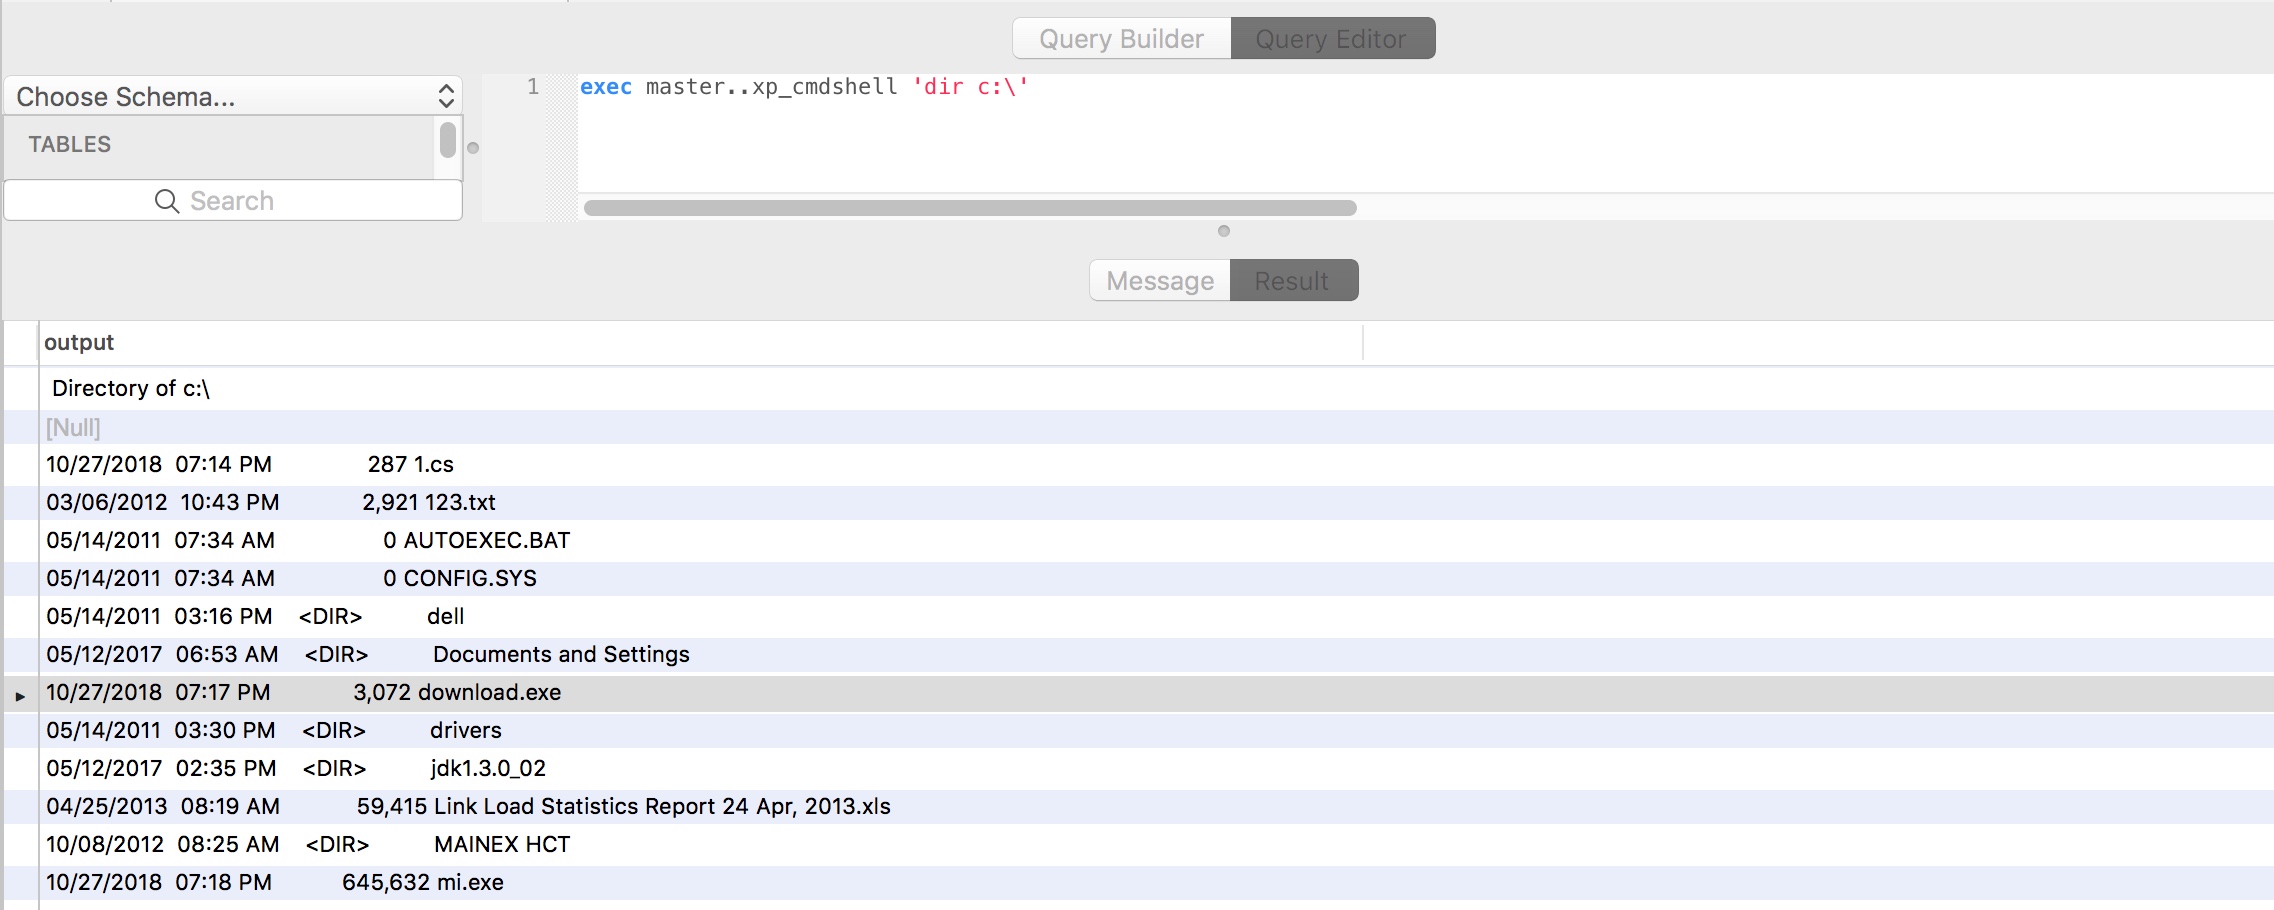 Query Builder Query Editor
Choose Schema...
TABLES
Search
1 exec master..xp_cmdshell 'dir c:\'
Message Result
output
Directory of c:\
[Null]
10/27/2018 07:14 PM 287 1.cs
03/06/2012 10:43 PM 2,921 123.txt
05/14/2011 07:34 AM 0 AUTOEXEC.BAT
05/14/2011 07:34 AM 0 CONFIG.SYS
05/14/2011 03:16 PM <DIR> dell
05/12/2017 06:53 AM <DIR> Documents and Settings
10/27/2018 07:17 PM 3,072 download.exe
05/14/2011 03:30 PM <DIR> drivers
05/12/2017 02:35 PM <DIR> jdk1.3.0_02
04/25/2013 08:19 AM 59,415 Link Load Statistics Report 24 Apr, 2013.xls
10/08/2012 08:25 AM <DIR> MAINEX HCT
10/27/2018 07:18 PM 645,632 mi.exe